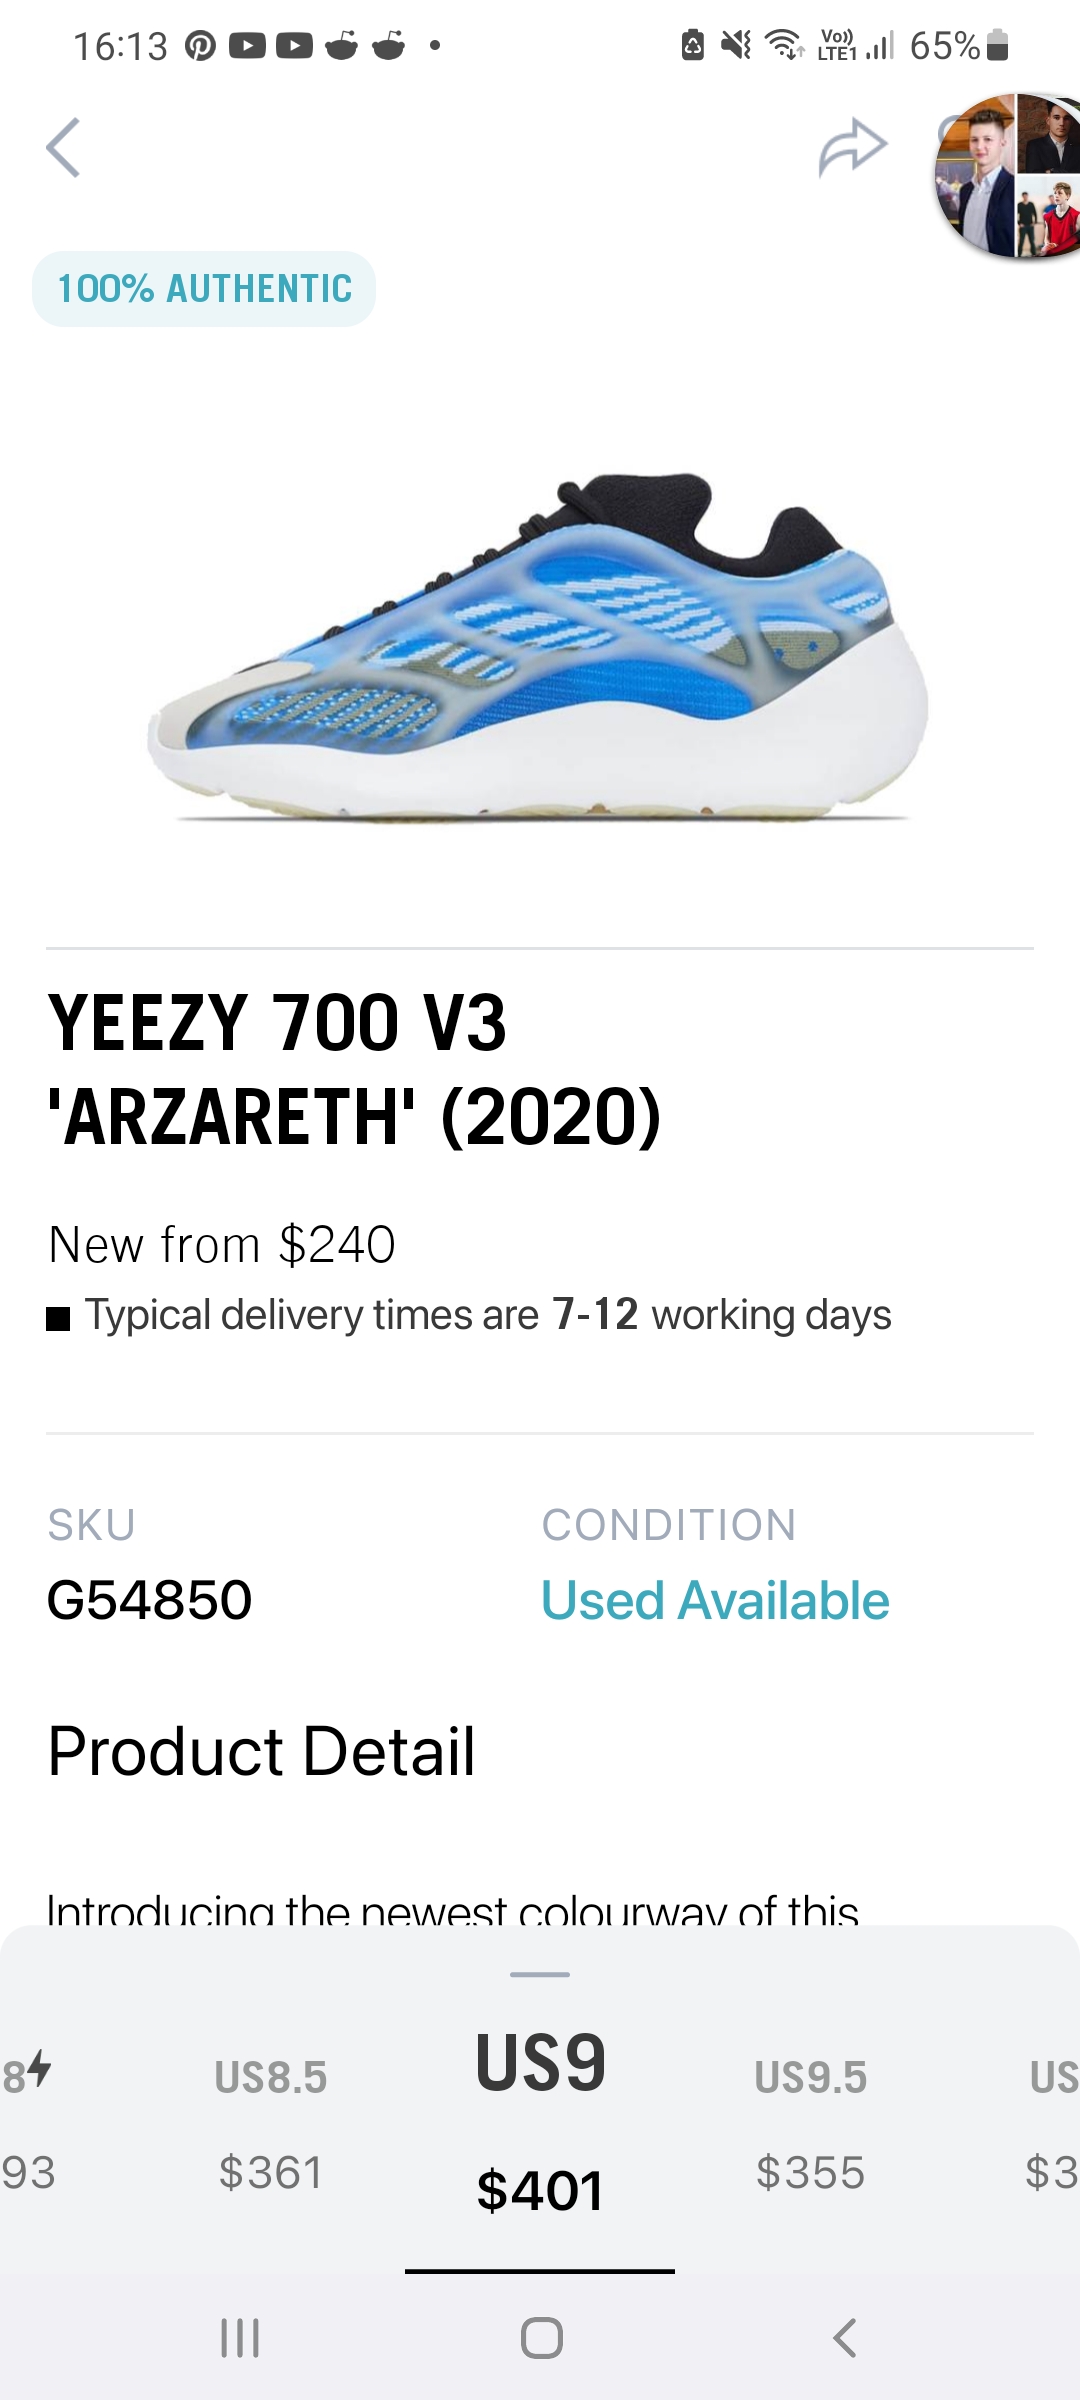 16:13
Vo))
LTE1
65%
100% AUTHENTIC
YEEZY 700 V3
'ARZARETH' (2020)
New from $240
Typical delivery times are 7-12 working days
SKU
CONDITION
G54850
Used Available
Product Detail
Introducing the newest colourway of this
8 US8.5 US9 US9.5 US
93 $361 $401 $355 $3